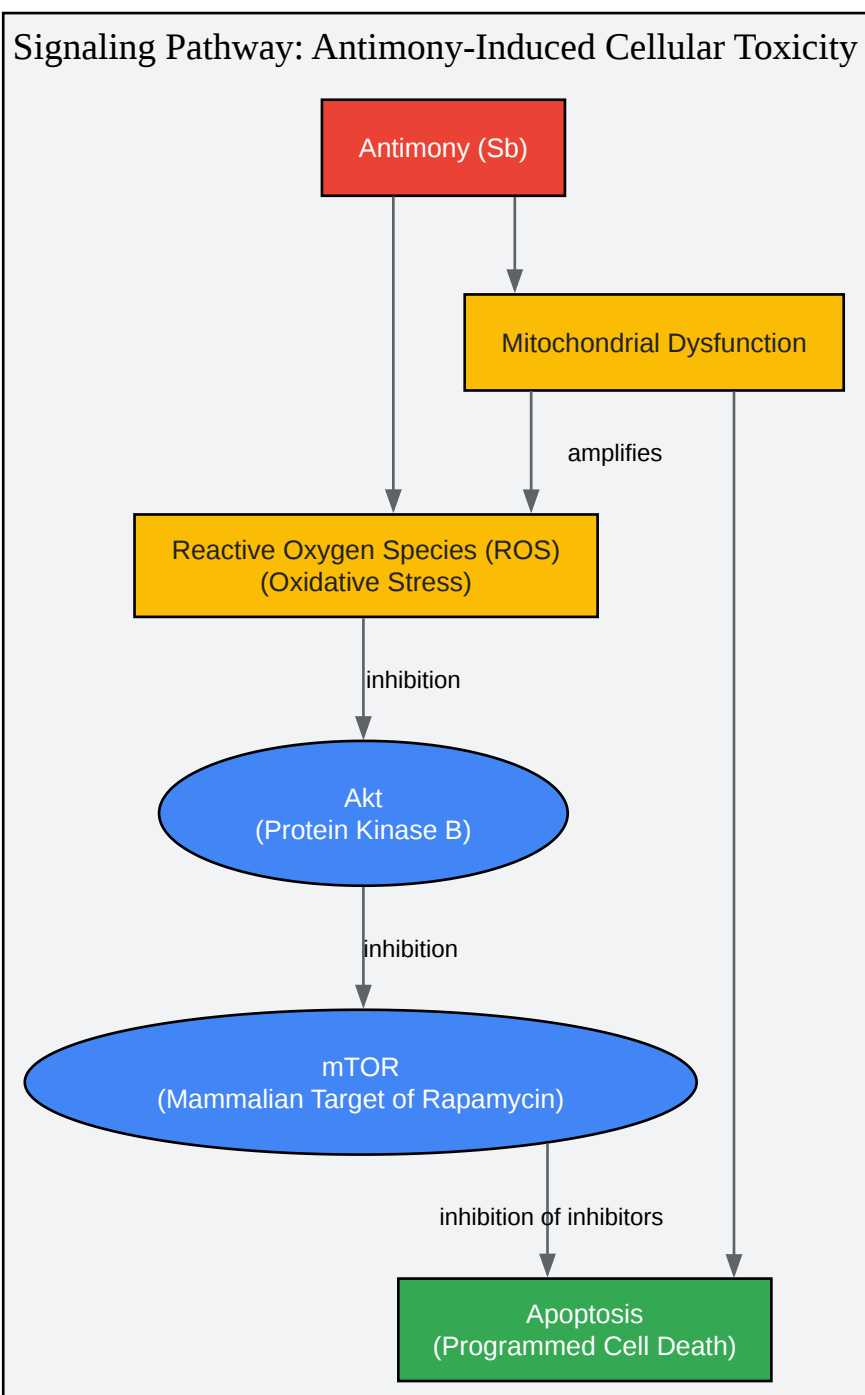 Signaling Pathway: Antimony-Induced Cellular Toxicity
Antimony (Sb)
Mitochondrial Dysfunction
amplifies
Reactive Oxygen Species (ROS)
(Oxidative Stress)
inhibition
Akt
(Protein Kinase B)
inhibition
mTOR
(Mammalian Target of Rapamycin)
inhibition of inhibitors
Apoptosis
(Programmed Cell Death)